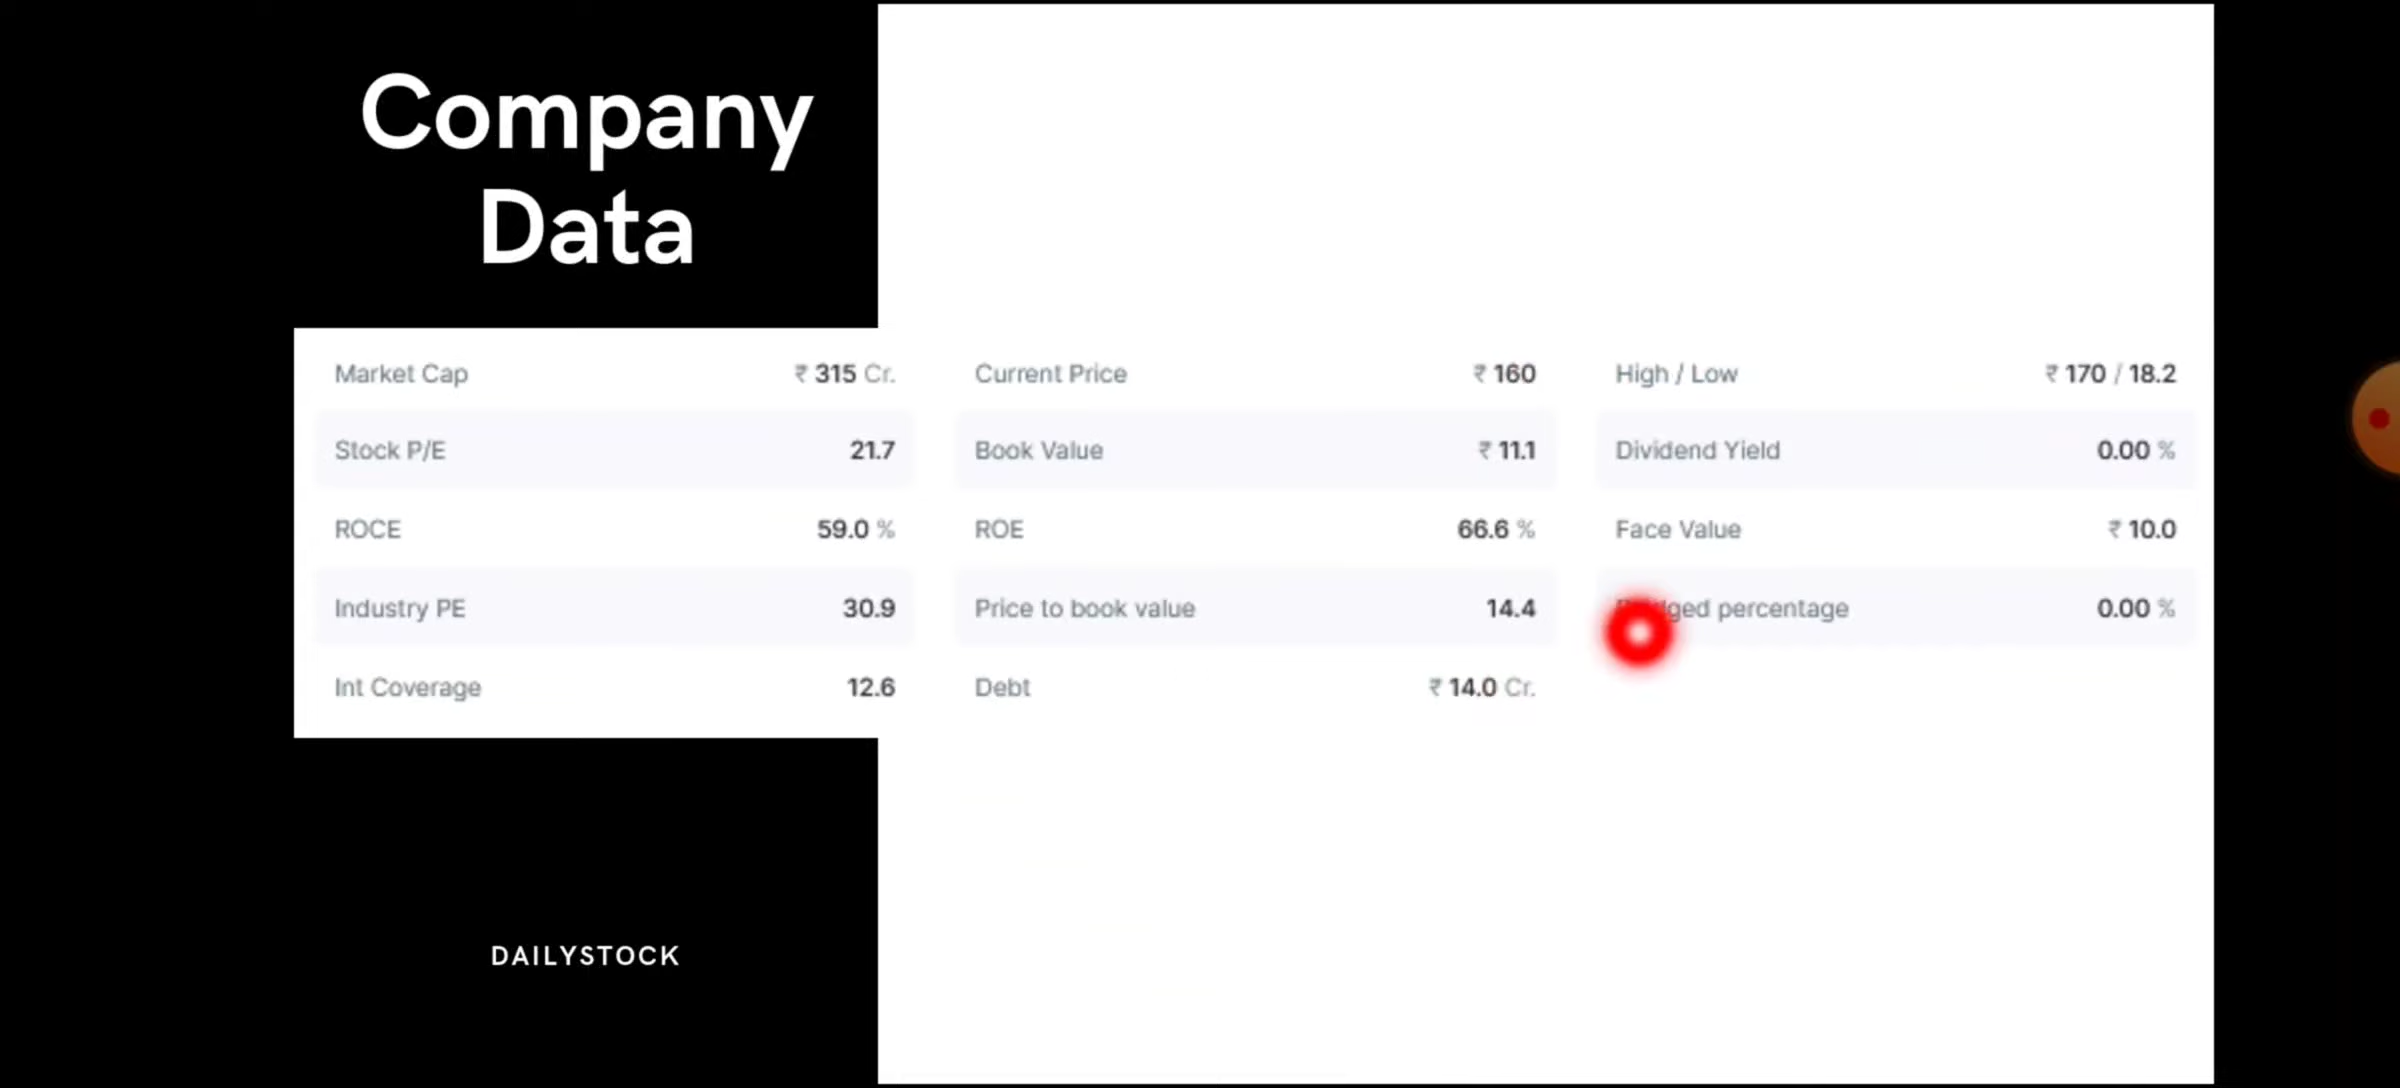 Company
Data
Market Cap ₹ 315 Cr. Current Price ₹ 160 High / Low ₹ 170 / 18.2
Stock P/E 21.7 Book Value ₹ 11.1 Dividend Yield 0.00 %
ROCE 59.0 % ROE 66.6 % Face Value ₹ 10.0
Industry PE 30.9 Price to book value 14.4 percentage 0.00 %
Int Coverage 12.6 Debt ₹ 14.0 Cr.
DAILYSTOCK